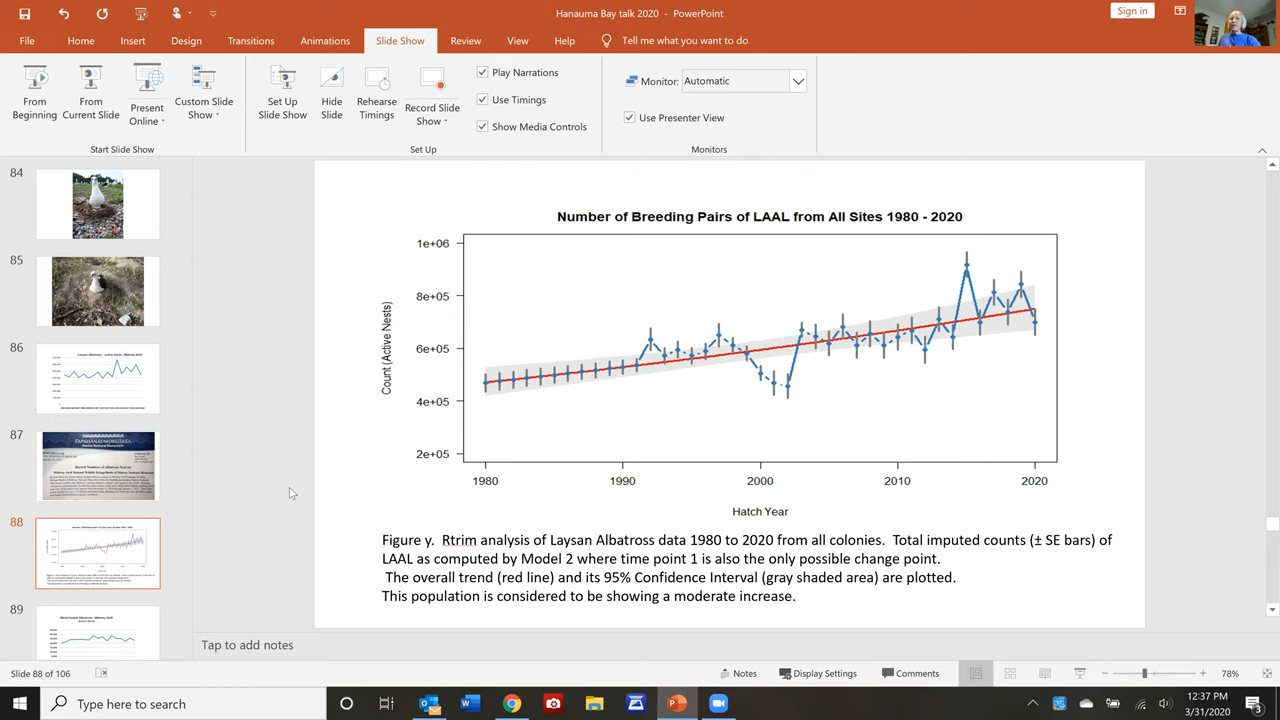 Hanauma Bay talk 2020 - PowerPoint
Sign in
File Home Insert Design Transitions Animations Slide Show Review View Help Tell me what you want to do
From Beginning
From Current Slide
Present Online
Custom Slide Show
Set Up Slide Show
Hide Slide
Rehearse Timings
Record Slide Show
Play Narrations
Use Timings
Show Media Controls
Monitor: Automatic
Use Presenter View
Start Slide Show
Set Up
Monitors
84
85
86
87
88
89
Number of Breeding Pairs of LAAL from All Sites 1980 - 2020
Count (Active Nests)
1e+06
8e+05
6e+05
4e+05
2e+05
1980 1990 2000 2010 2020
Hatch Year
Figure y. Rtrim analysis of Laysan Albatross data 1980 to 2020 from all colonies. Total imputed counts (± SE bars) of
LAAL as computed by Model 2 where time point 1 is also the only possible change point.
The overall trend (red line) and its 95% Confidence Interval (shaded area) are plotted.
This population is considered to be showing a moderate increase.
Tap to add notes
Slide 88 of 106
Notes Display Settings Comments 78%
Type here to search
12:37 PM
3/31/2020
3